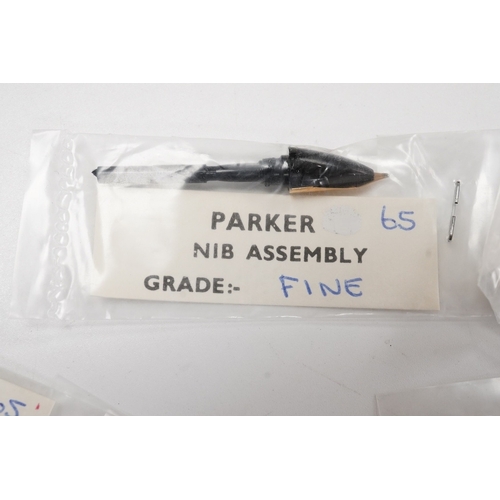 PARKER 65
NIB ASSEMBLY
GRADE:- FINE